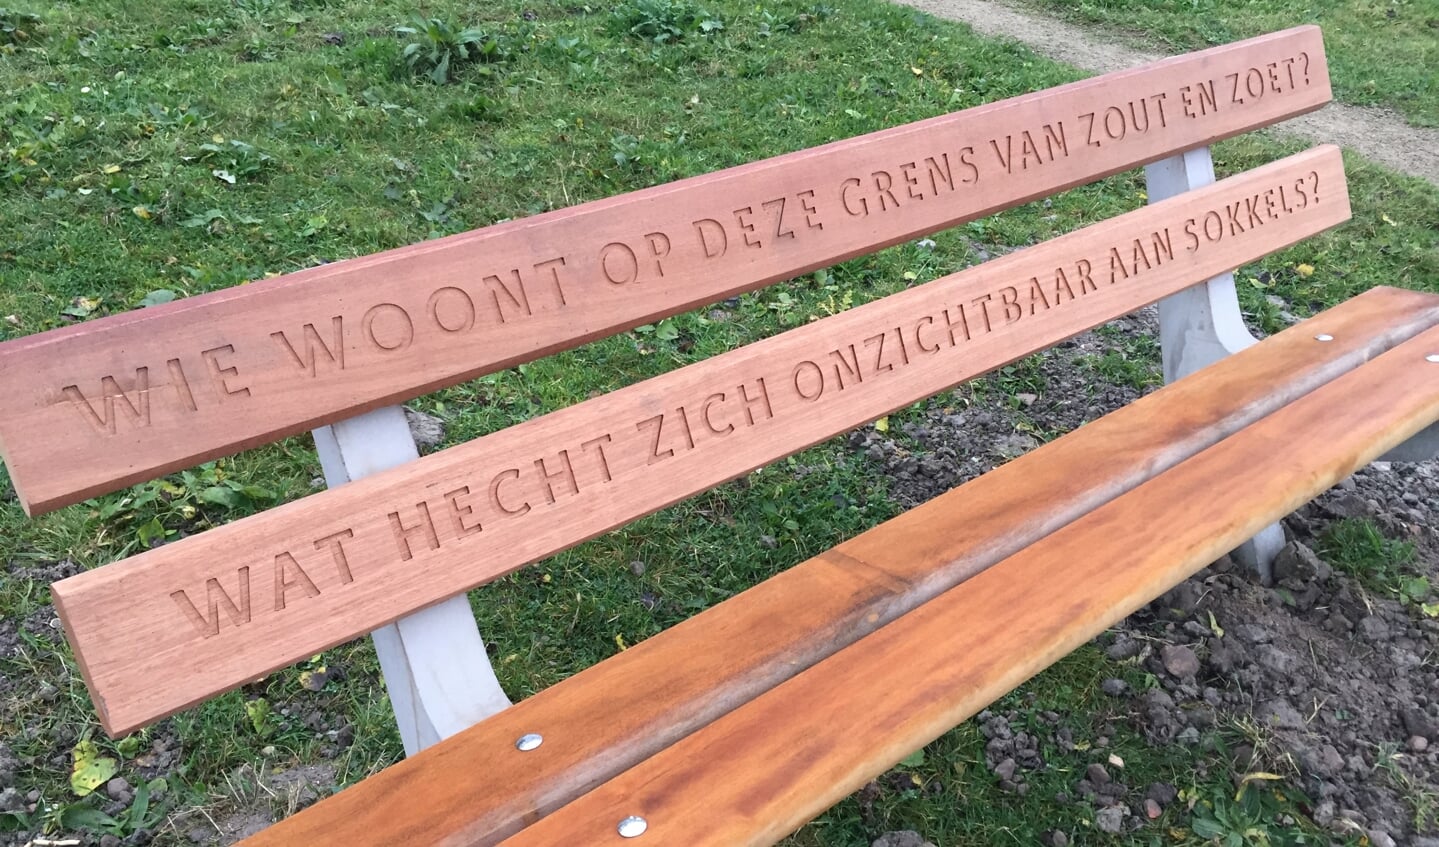 WIE WOONT OP DEZE GRENS VAN ZOUT EN ZOET?
WAT HECHT ZICH ONZICHTBAAR AAN SOKKELS?